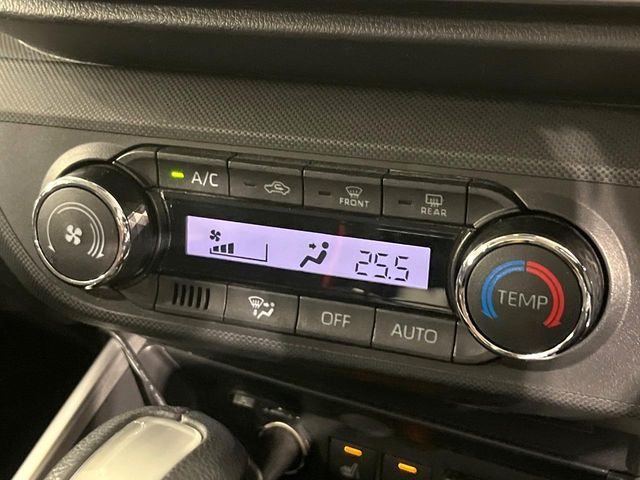 A/C
FRONT
REAR
25.5
TEMP
OFF
AUTO